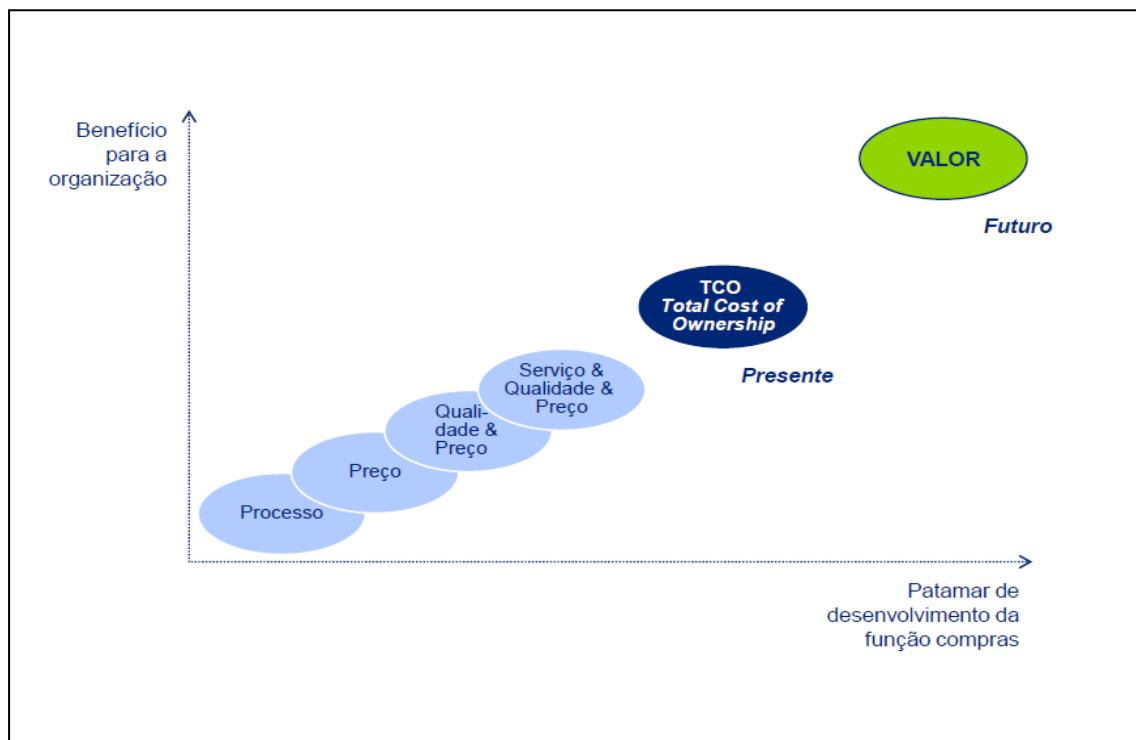 Benefício
para a
organização
VALOR
Futuro
TCO
Total Cost of
Ownership
Presente
Serviço &
Qualidade &
Preço
Quali-
dade &
Preço
Preço
Processo
Patamar de
desenvolvimento da
função compras